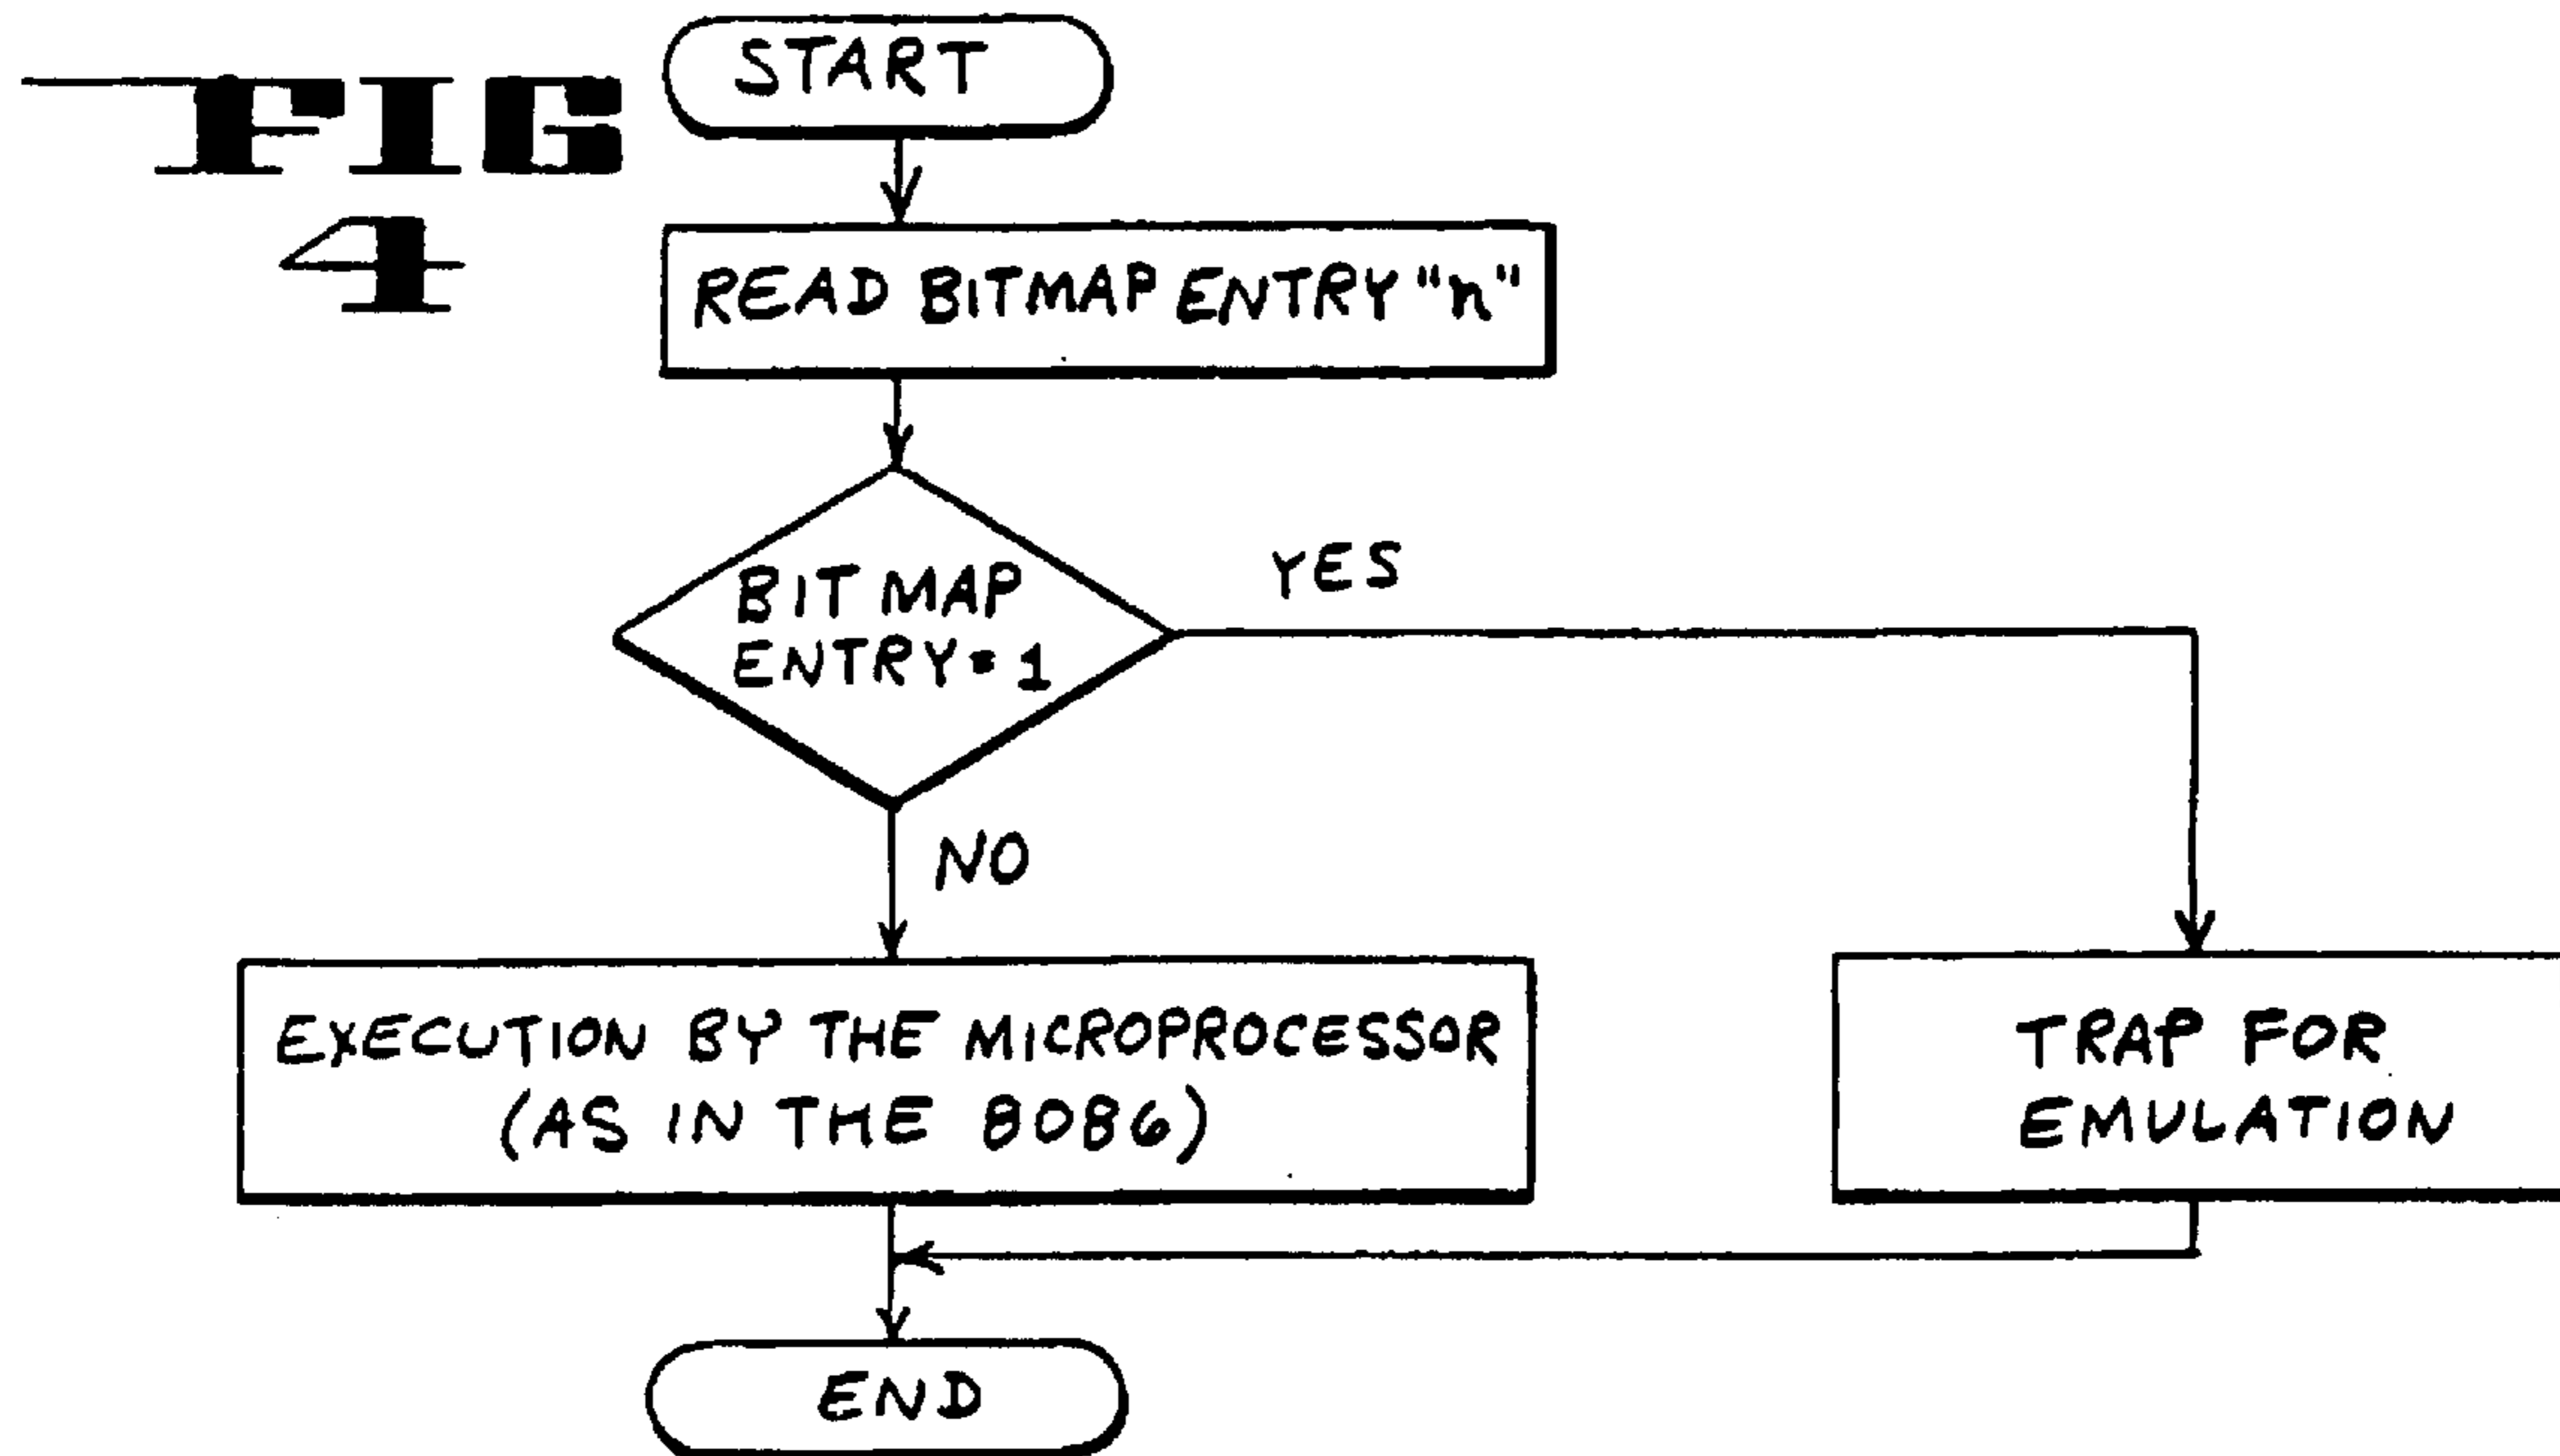 FIG
4
START
READ BITMAP ENTRY "n"
BIT MAP
ENTRY = 1
YES
NO
EXECUTION BY THE MICROPROCESSOR
(AS IN THE 8086)
TRAP FOR
EMULATION
END